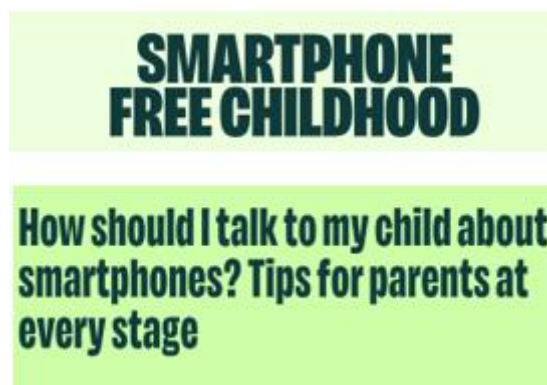 SMARTPHONE
FREE CHILDHOOD
How should I talk to my child about
smartphones? Tips for parents at
every stage